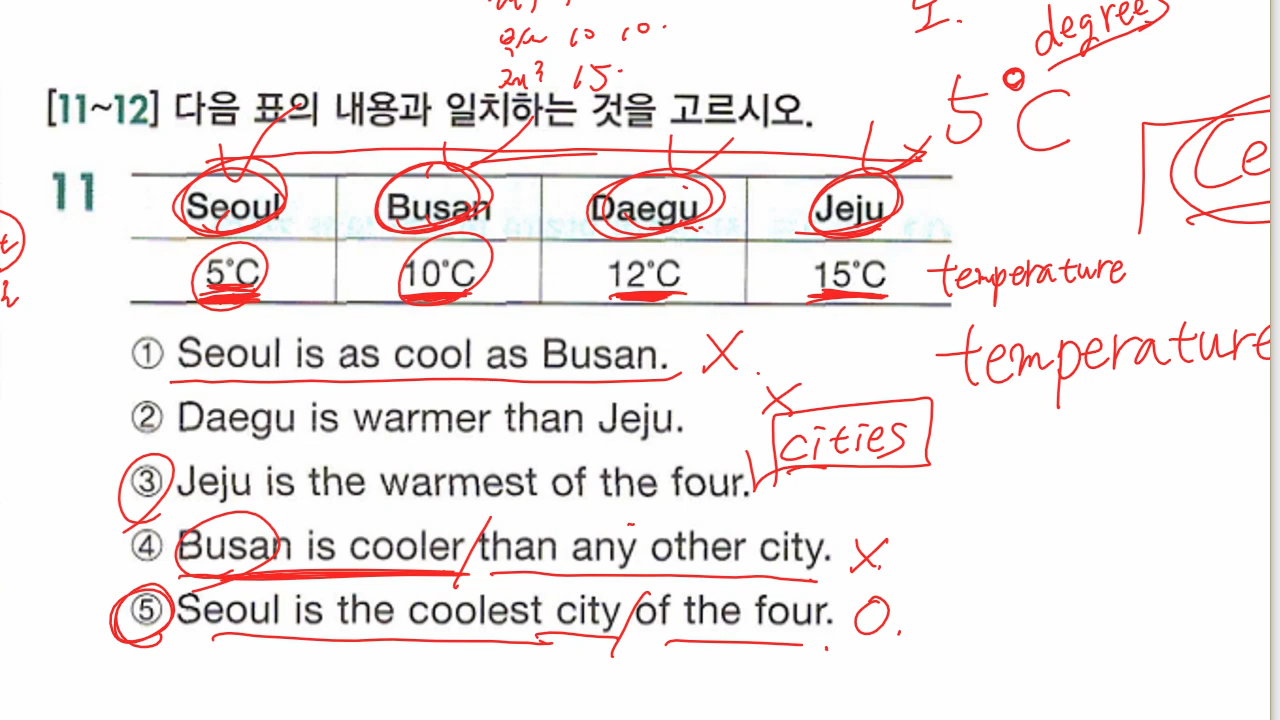 degrees
15.
[11~12] 다음 표의 내용과 일치하는 것을 고르시오.
5°C
11
Seoul Busan Daegu Jeju
5°C 10°C 12°C 15°C
temperature
① Seoul is as cool as Busan. X.
temperature
② Daegu is warmer than Jeju. X
cities
③ Jeju is the warmest of the four.
④ Busan is cooler / than any other city. X.
⑤ Seoul is the coolest city / of the four. O.